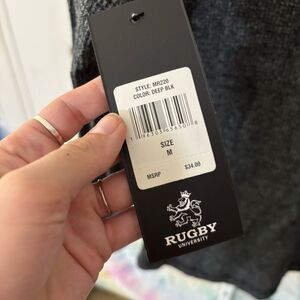 STYLE: MR220
COLOR: DEEP BLK
SIZE
M
MSRP $34.00
RUGBY
UNIVERSITY